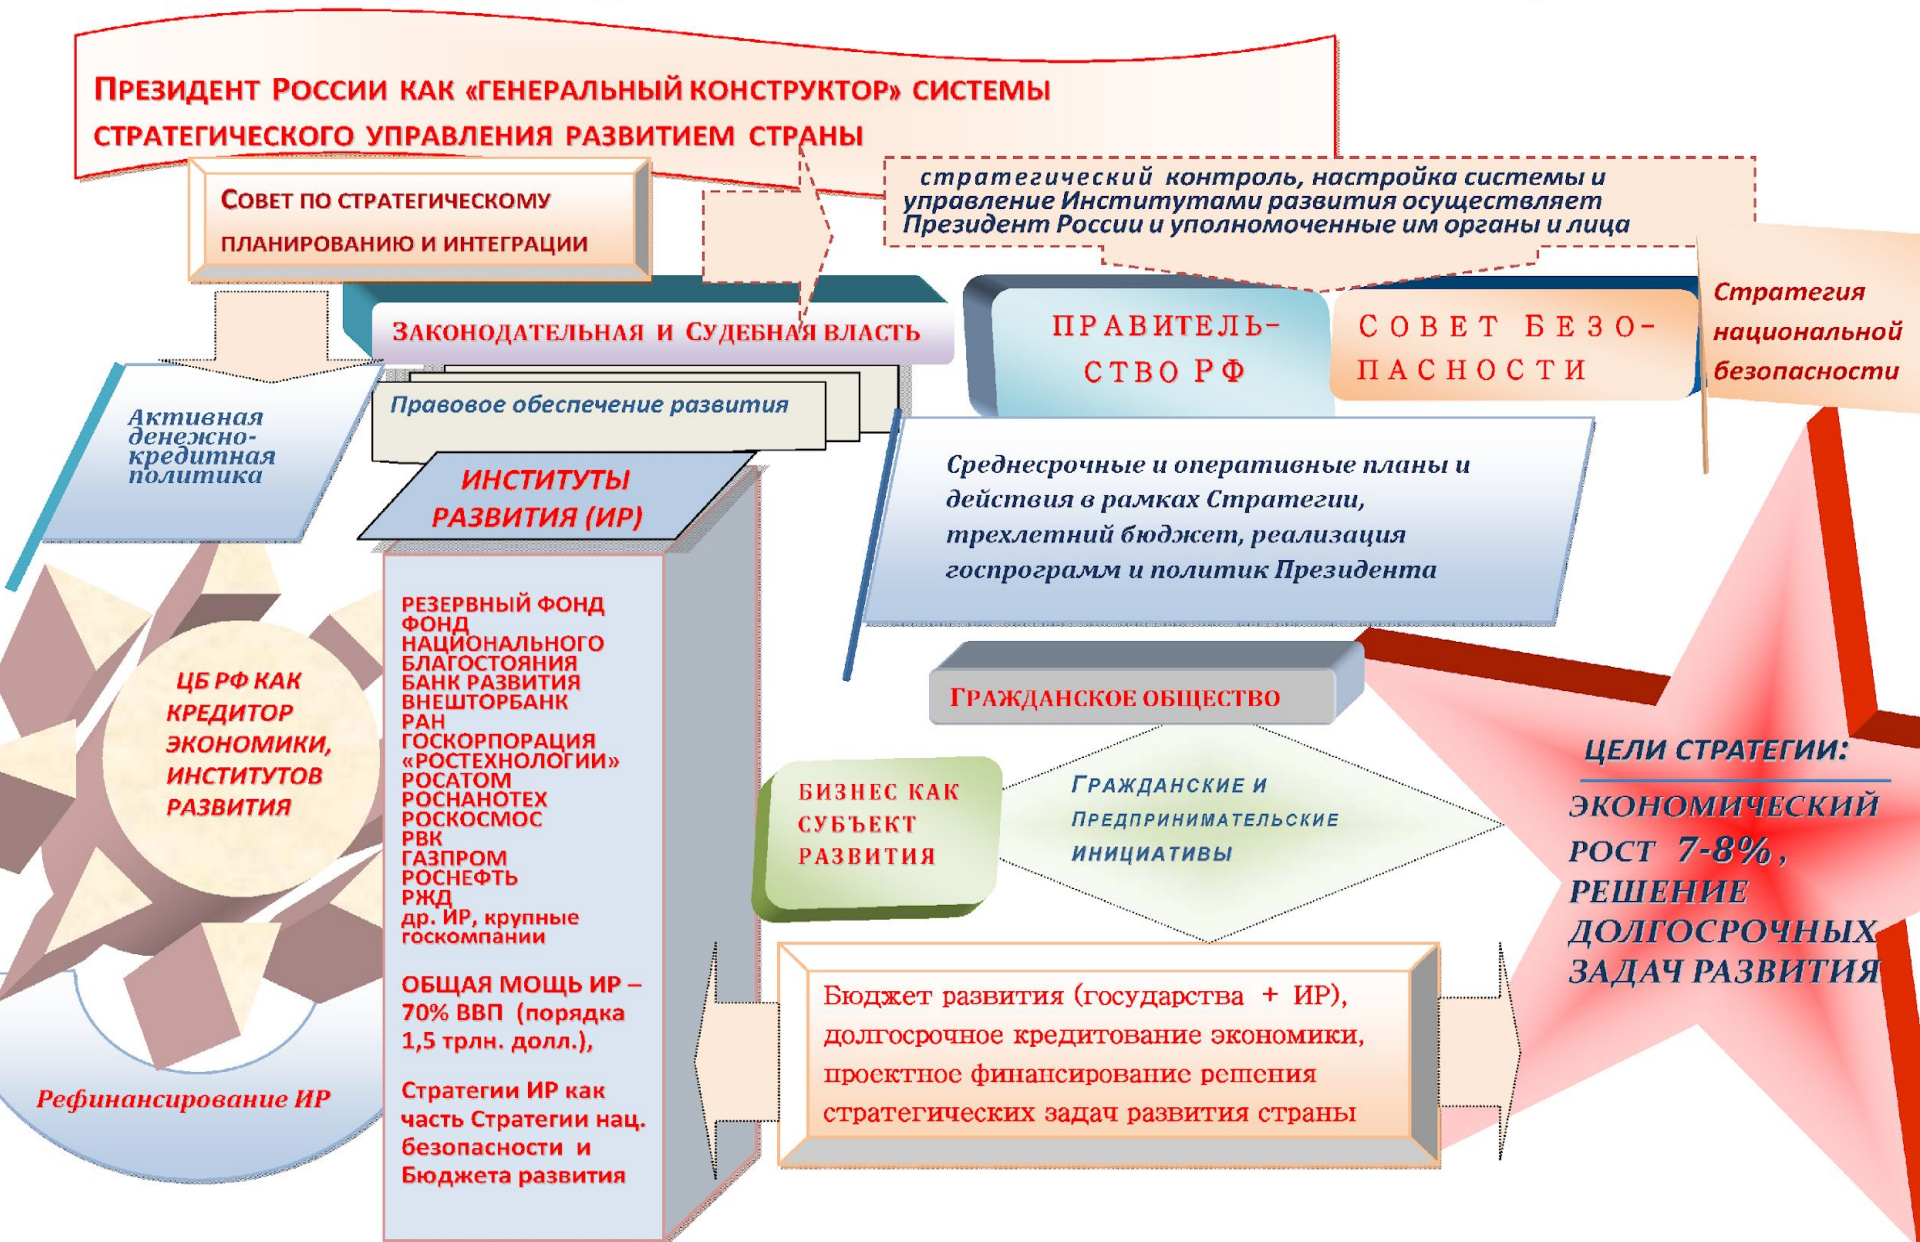 ПРЕЗИДЕНТ РОССИИ КАК «ГЕНЕРАЛЬНЫЙ КОНСТРУКТОР» СИСТЕМЫ
СТРАТЕГИЧЕСКОГО УПРАВЛЕНИЯ РАЗВИТИЕМ СТРАНЫ
СОВЕТ ПО СТРАТЕГИЧЕСКОМУ
ПЛАНИРОВАНИЮ И ИНТЕГРАЦИИ
стратегический контроль, настройка системы и
управление Институтами развития осуществляет
Президент России и уполномоченные им органы и лица
ЗАКОНОДАТЕЛЬНАЯ И СУДЕБНАЯ ВЛАСТЬ
ПРАВИТЕЛЬ–
СТВО РФ
СОВЕТ БЕЗО–
ПАСНОСТИ
Стратегия
национальной
безопасности
Активная
денежно-
кредитная
политика
Правовое обеспечение развития
ИНСТИТУТЫ
РАЗВИТИЯ (ИР)
Среднесрочные и оперативные планы и
действия в рамках Стратегии,
трехлетний бюджет, реализация
госпрограмм и политик Президента
ЦБ РФ КАК
КРЕДИТОР
ЭКОНОМИКИ,
ИНСТИТУТОВ
РАЗВИТИЯ
Рефинансирование ИР
РЕЗЕРВНЫЙ ФОНД
ФОНД
НАЦИОНАЛЬНОГО
БЛАГОСТОЯНИЯ
БАНК РАЗВИТИЯ
ВНЕШТОРБАНК
РАН
ГОСКОРПОРАЦИЯ
«РОСТЕХНОЛОГИИ»
РОСАТОМ
РОСНАНОТЕХ
РОСКОСМОС
РВК
ГАЗПРОМ
РОСНЕФТЬ
РЖД
др. ИР, крупные
госкомпании
ОБЩАЯ МОЩЬ ИР –
70% ВВП (порядка
1,5 трлн. долл.),
Стратегии ИР как
часть Стратегии нац.
безопасности и
Бюджета развития
ГРАЖДАНСКОЕ ОБЩЕСТВО
БИЗНЕС КАК
СУБЪЕКТ
РАЗВИТИЯ
ГРАЖДАНСКИЕ И
ПРЕДПРИНИМАТЕЛЬСКИЕ
ИНИЦИАТИВЫ
Бюджет развития (государства + ИР),
долгосрочное кредитование экономики,
проектное финансирование решения
стратегических задач развития страны
ЦЕЛИ СТРАТЕГИИ:
ЭКОНОМИЧЕСКИЙ
РОСТ 7-8% ,
РЕШЕНИЕ
ДОЛГОСРОЧНЫХ
ЗАДАЧ РАЗВИТИЯ